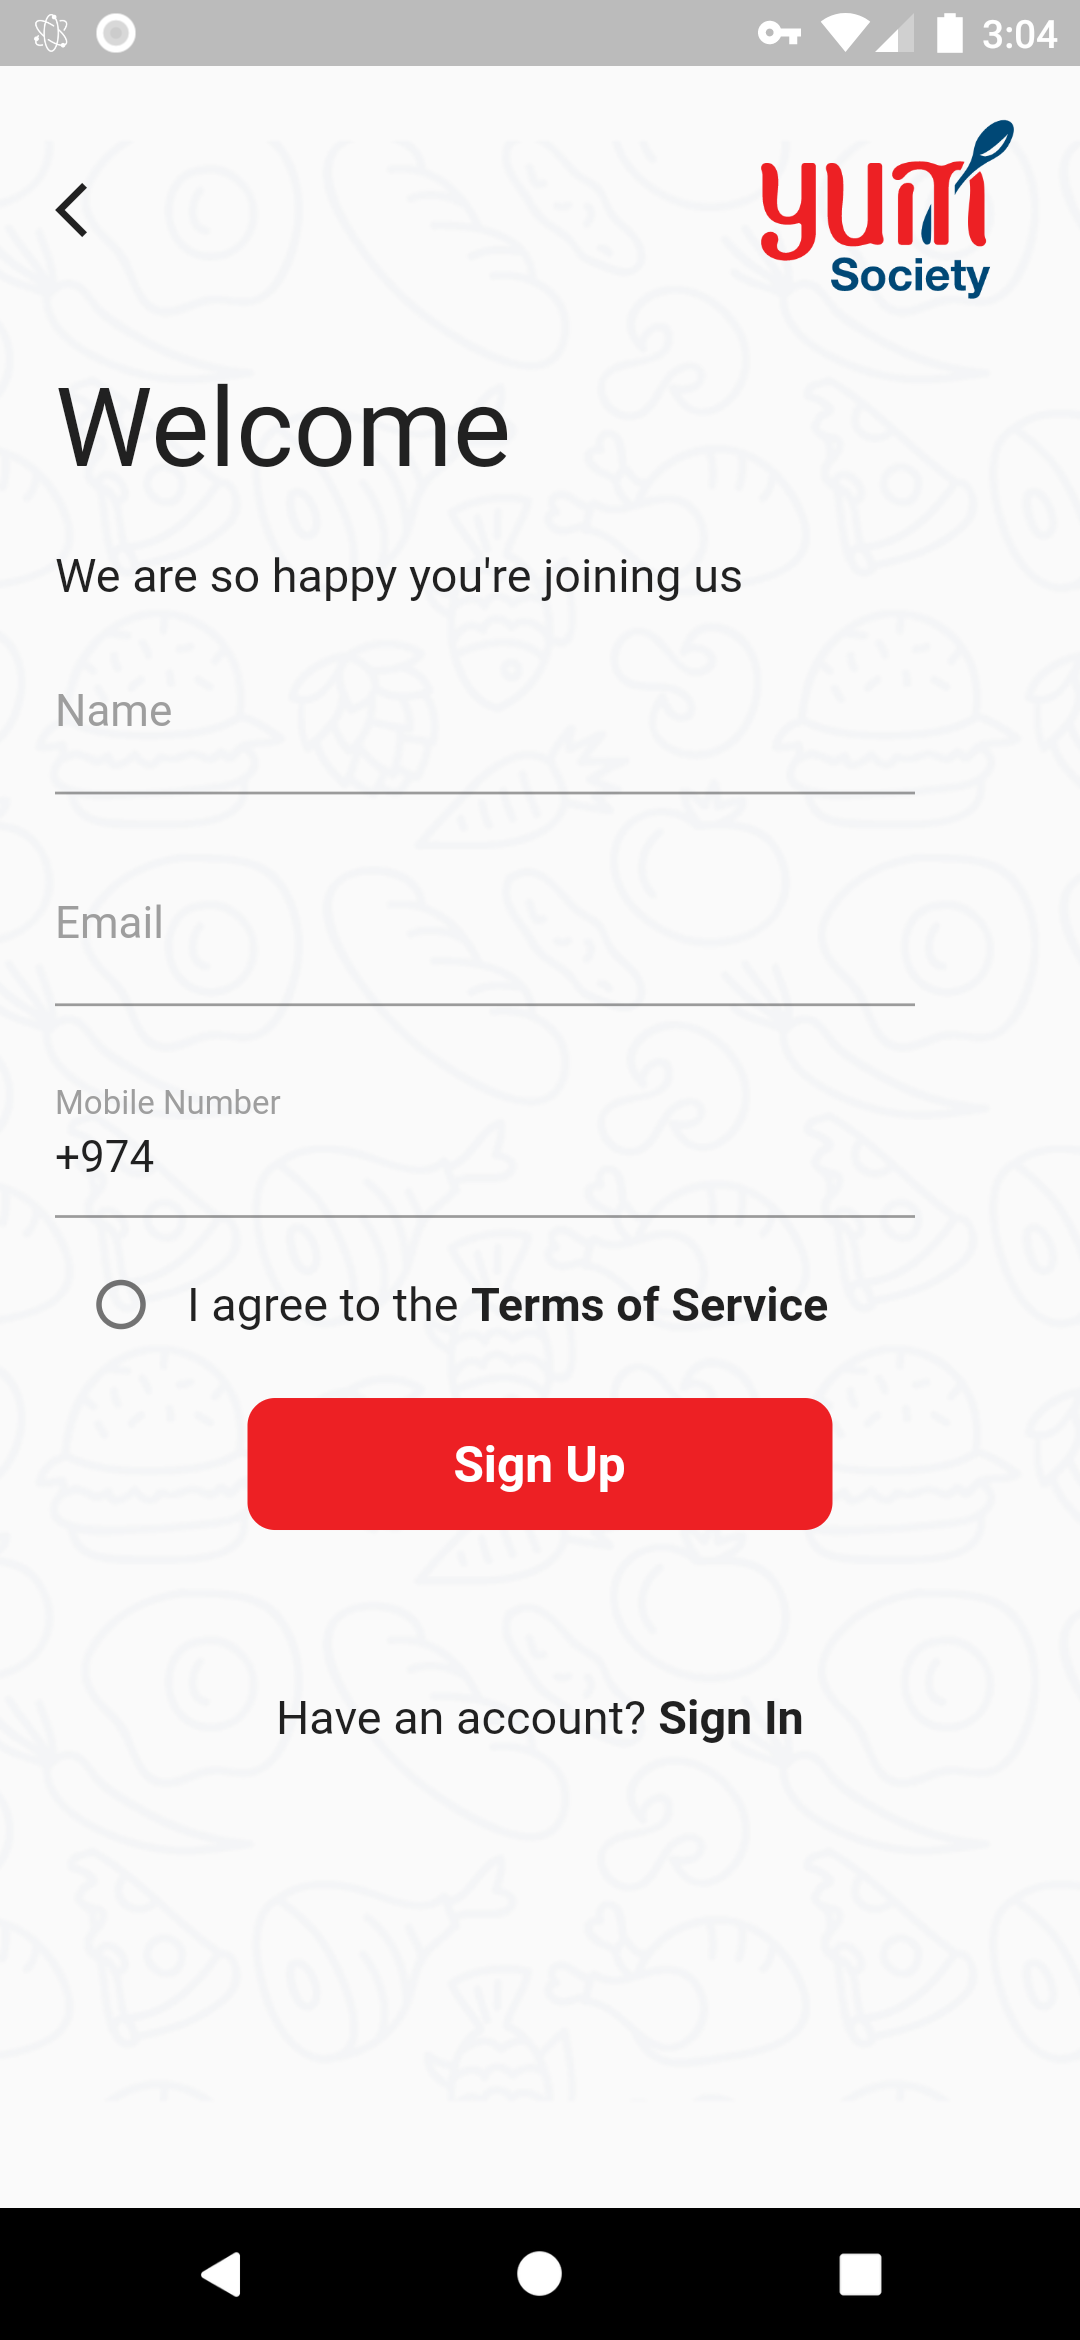 3:04
yum
Society
Welcome
We are so happy you're joining us
Name
Email
Mobile Number
+974
I agree to the Terms of Service
Sign Up
Have an account? Sign In